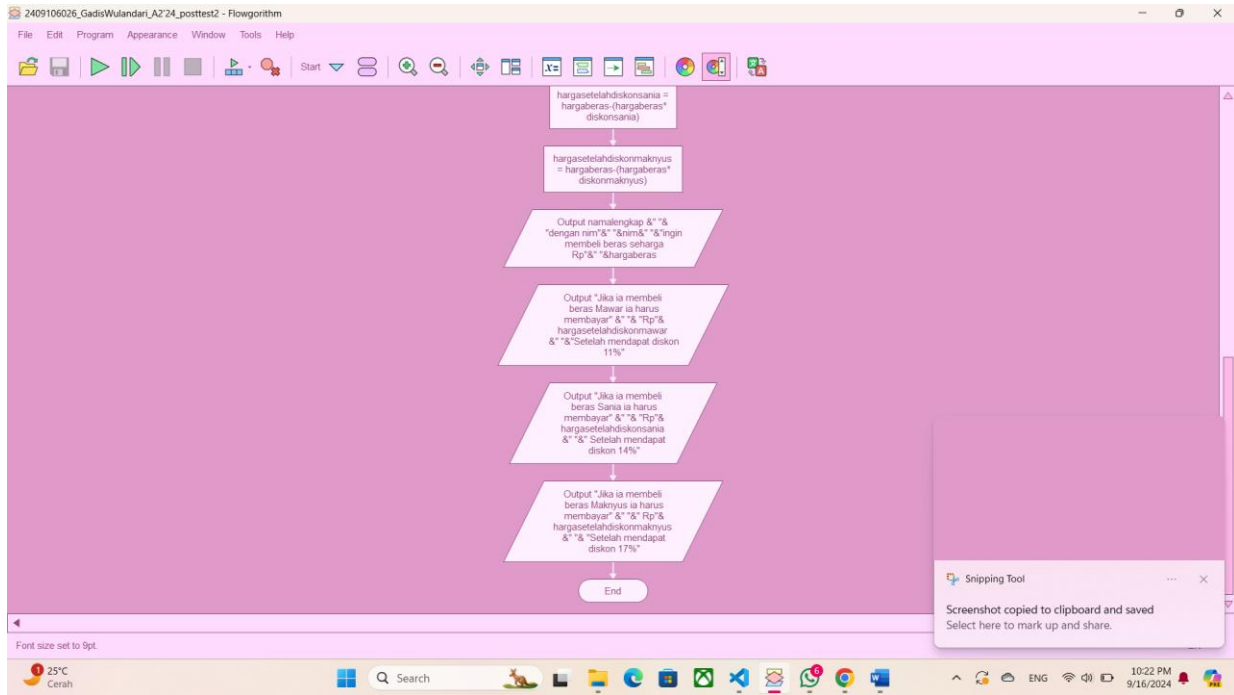 2409106026_GadisWulandari_A2'24_posttest2 - Flowgorithm
File Edit Program Appearance Window Tools Help
Start
x=
hargasetelahdiskonsania =
hargaberas-(hargaberas*
diskonsania)
hargasetelahdiskonmaknyus
= hargaberas-(hargaberas*
diskonmaknyus)
Output namalengkap &" "&
"dengan nim"&" "&nim&" "&"ingin
membeli beras seharga
Rp"&" "&hargaberas
Output "Jika ia membeli
beras Mawar ia harus
membayar" &" "& "Rp"&
hargasetelahdiskonmawar
&" "&"Setelah mendapat diskon
11%"
Output "Jika ia membeli
beras Sania ia harus
membayar" &" "& "Rp"&
hargasetelahdiskonsania
&" "&" Setelah mendapat
diskon 14%"
Output "Jika ia membeli
beras Maknyus ia harus
membayar" &" "&" Rp"&
hargasetelahdiskonmaknyus
&" "& "Setelah mendapat
diskon 17%"
End
Snipping Tool
Screenshot copied to clipboard and saved
Select here to mark up and share.
Font size set to 9pt.
1
25°C
Cerah
Search
6
ENG
10:22 PM
9/16/2024